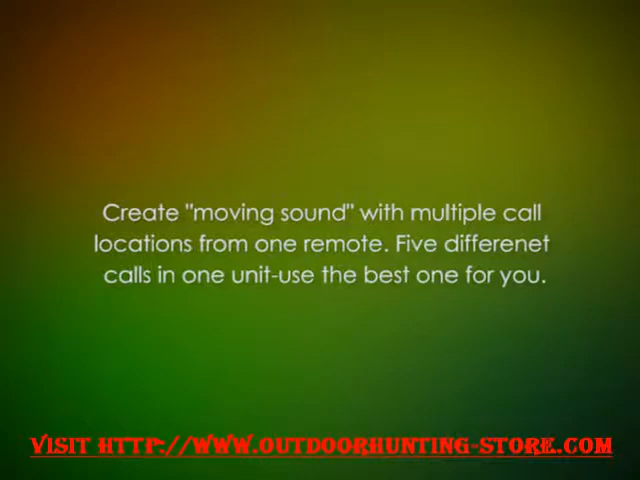 Create "moving sound" with multiple call
locations from one remote. Five differenet
calls in one unit-use the best one for you.
VISIT HTTP://WWW.OUTDOORHUNTING-STORE.COM